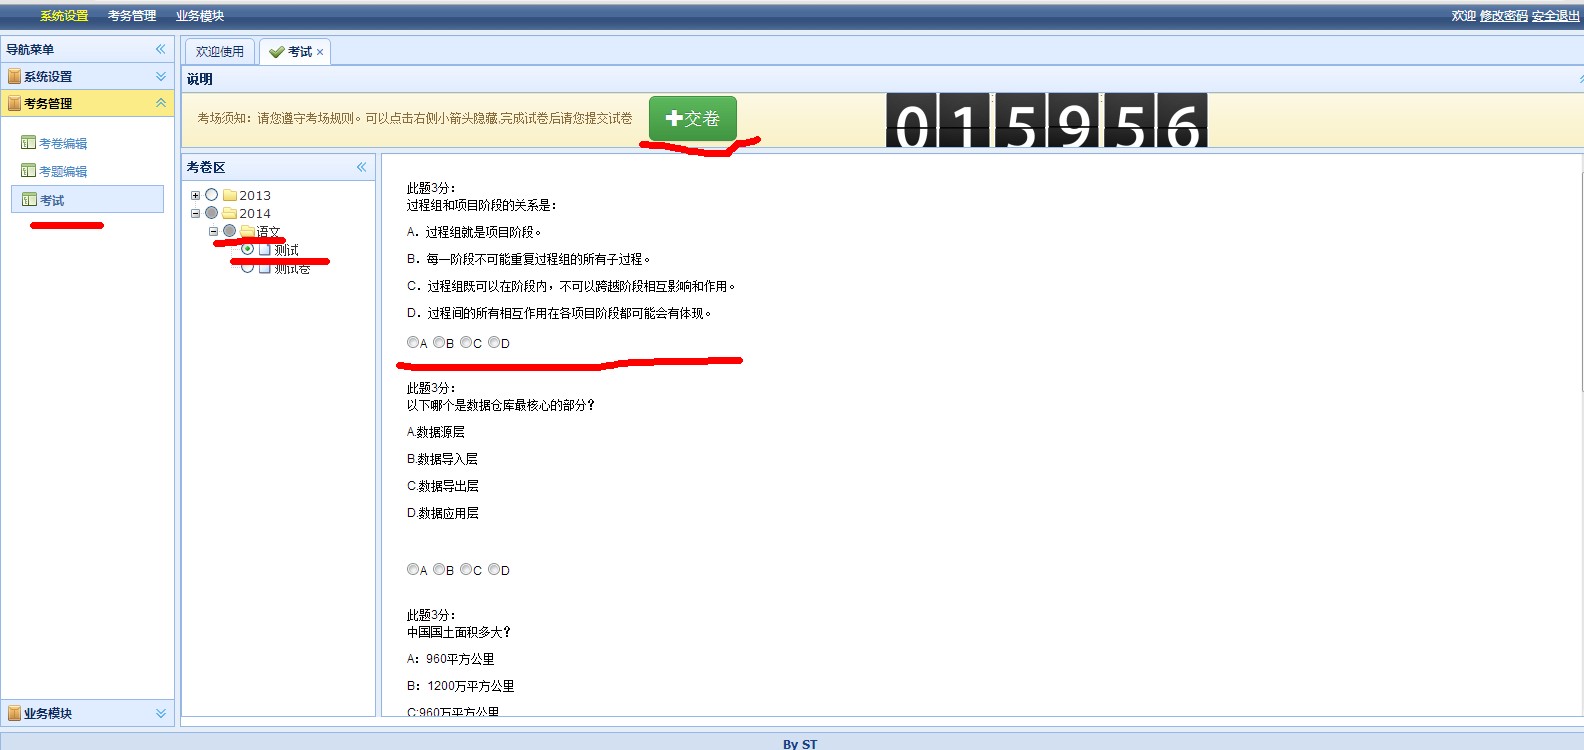 系统设置 考务管理 业务模块
欢迎 修改密码 安全退出
导航菜单
系统设置
考务管理
考卷编辑
考题编辑
考试
业务模块
欢迎使用 考试
说明
考场须知：请您遵守考场规则。可以点击右侧小箭头隐藏.完成试卷后请您提交试卷
交卷
01 59 56
考卷区
2013
2014
语文
测试
测试卷
此题3分：
过程组和项目阶段的关系是：
A．过程组就是项目阶段。
B．每一阶段不可能重复过程组的所有子过程。
C．过程组既可以在阶段内，不可以跨越阶段相互影响和作用。
D．过程间的所有相互作用在各项目阶段都可能会有体现。
A B C D
此题3分：
以下哪个是数据仓库最核心的部分？
A.数据源层
B.数据导入层
C.数据导出层
D.数据应用层
A B C D
此题3分：
中国国土面积多大？
A：960平方公里
B：1200万平方公里
C:960万平方公里
By ST